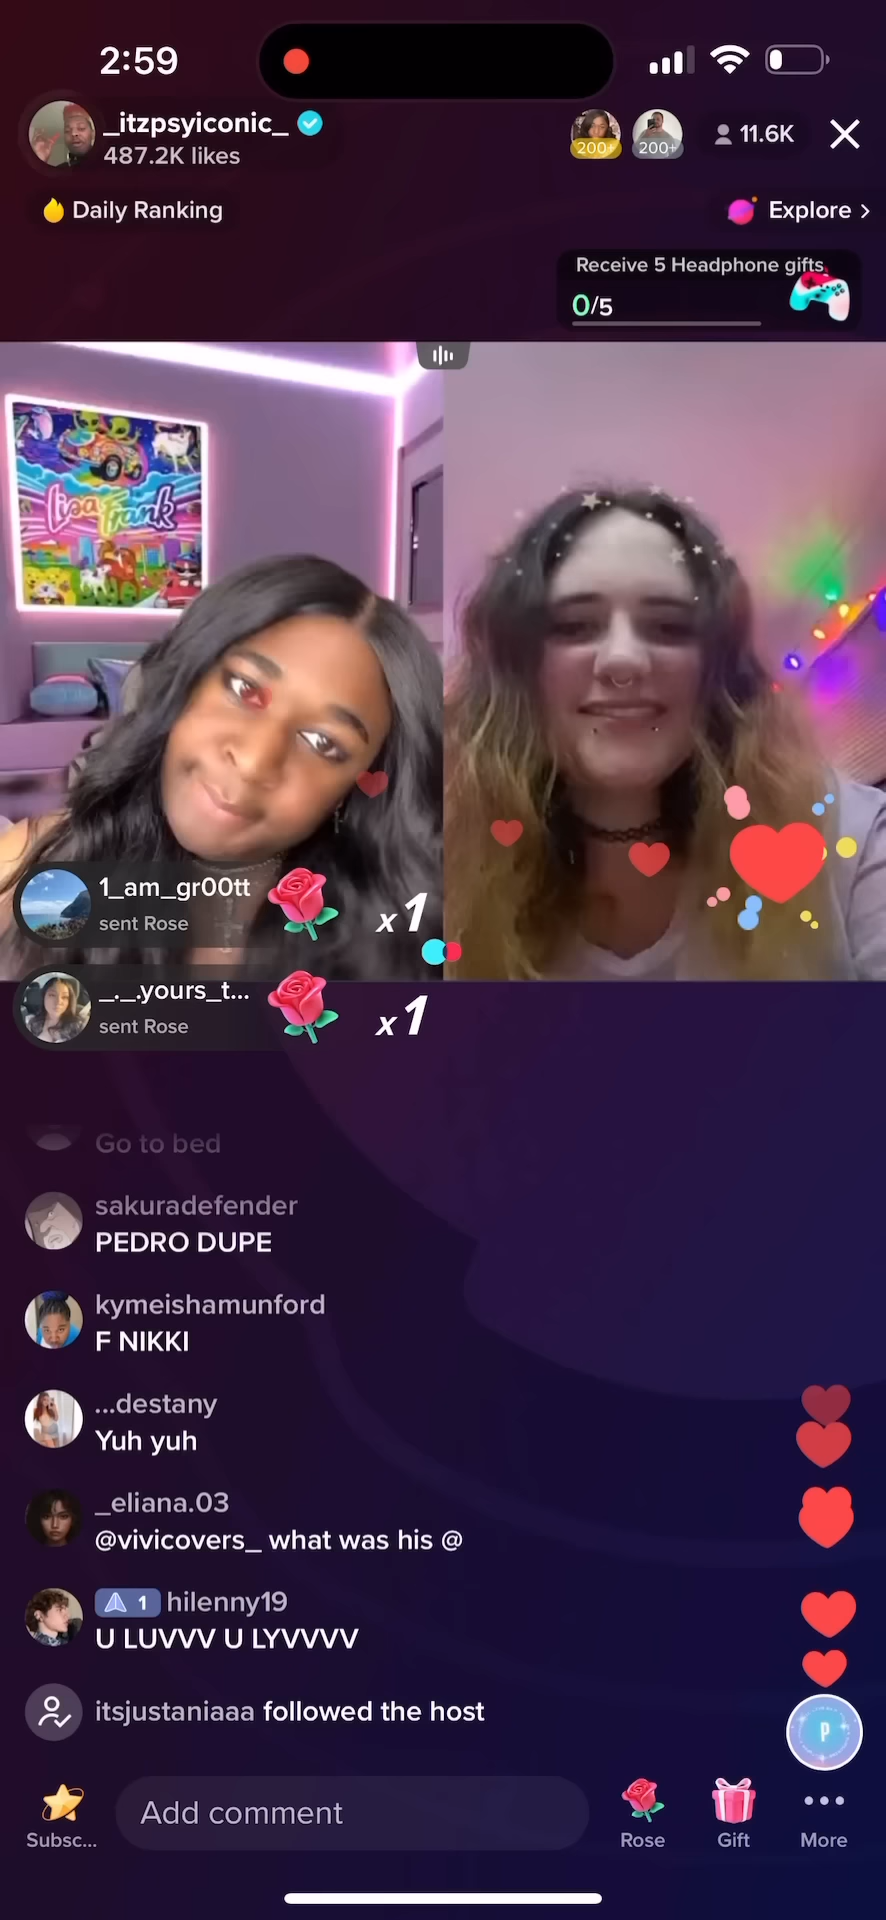 2:59
_itzpsyiconic_
487.2K likes
200+
200+
11.6K
Daily Ranking
Explore >
Receive 5 Headphone gifts
0/5
Lisa Frank
1_am_gr00tt
sent Rose
x1
_._.yours_t...
sent Rose
x1
Go to bed
sakuradefender
PEDRO DUPE
kymeishamunford
F NIKKI
...destany
Yuh yuh
_eliana.03
@vivicovers_ what was his @
1 hilenny19
U LUVVV U LYVVVV
itsjustaniaaa followed the host
P
Subsc...
Add comment
Rose
Gift
More